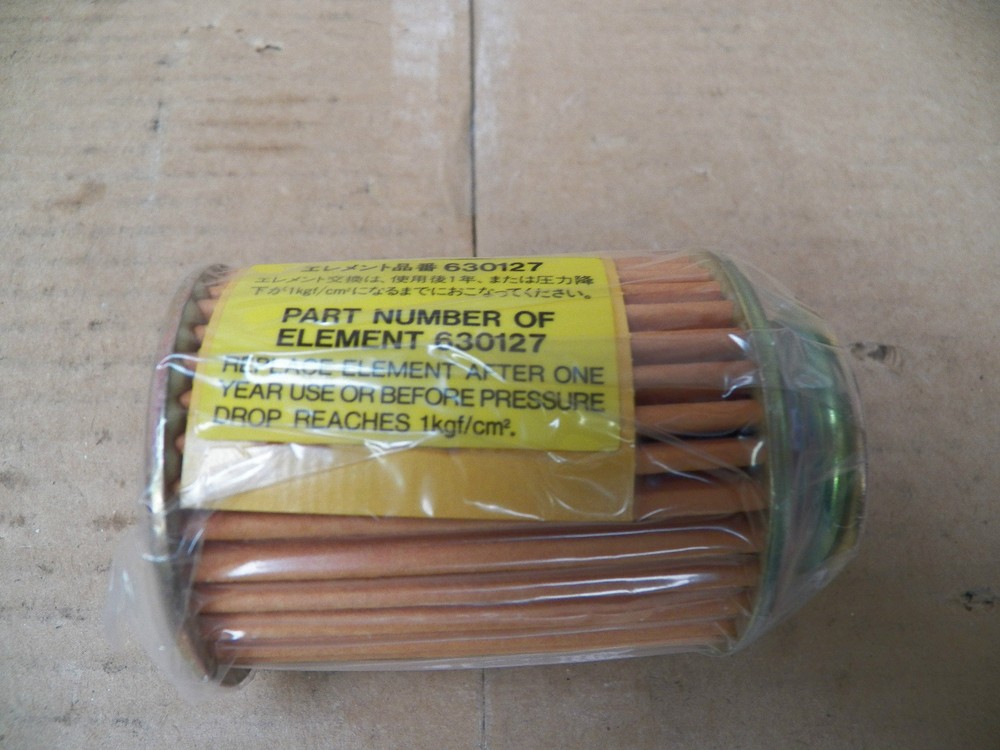 エレメント品番 630127
エレメント交換は、使用後1年、または圧力降
下が1kgf/cm²になるまでにおこなってください。
PART NUMBER OF
ELEMENT 630127
REPLACE ELEMENT AFTER ONE
YEAR USE OR BEFORE PRESSURE
DROP REACHES 1kgf/cm².